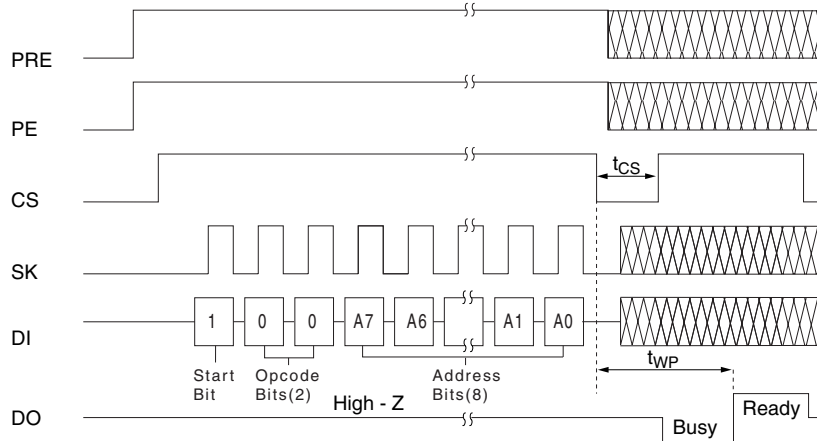 PRE
PE
CS
tCS
SK
DI
1 0 0 A7 A6 A1 A0
Start
Bit
Opcode
Bits(2)
Address
Bits(8)
tWP
DO
High - Z
Busy
Ready